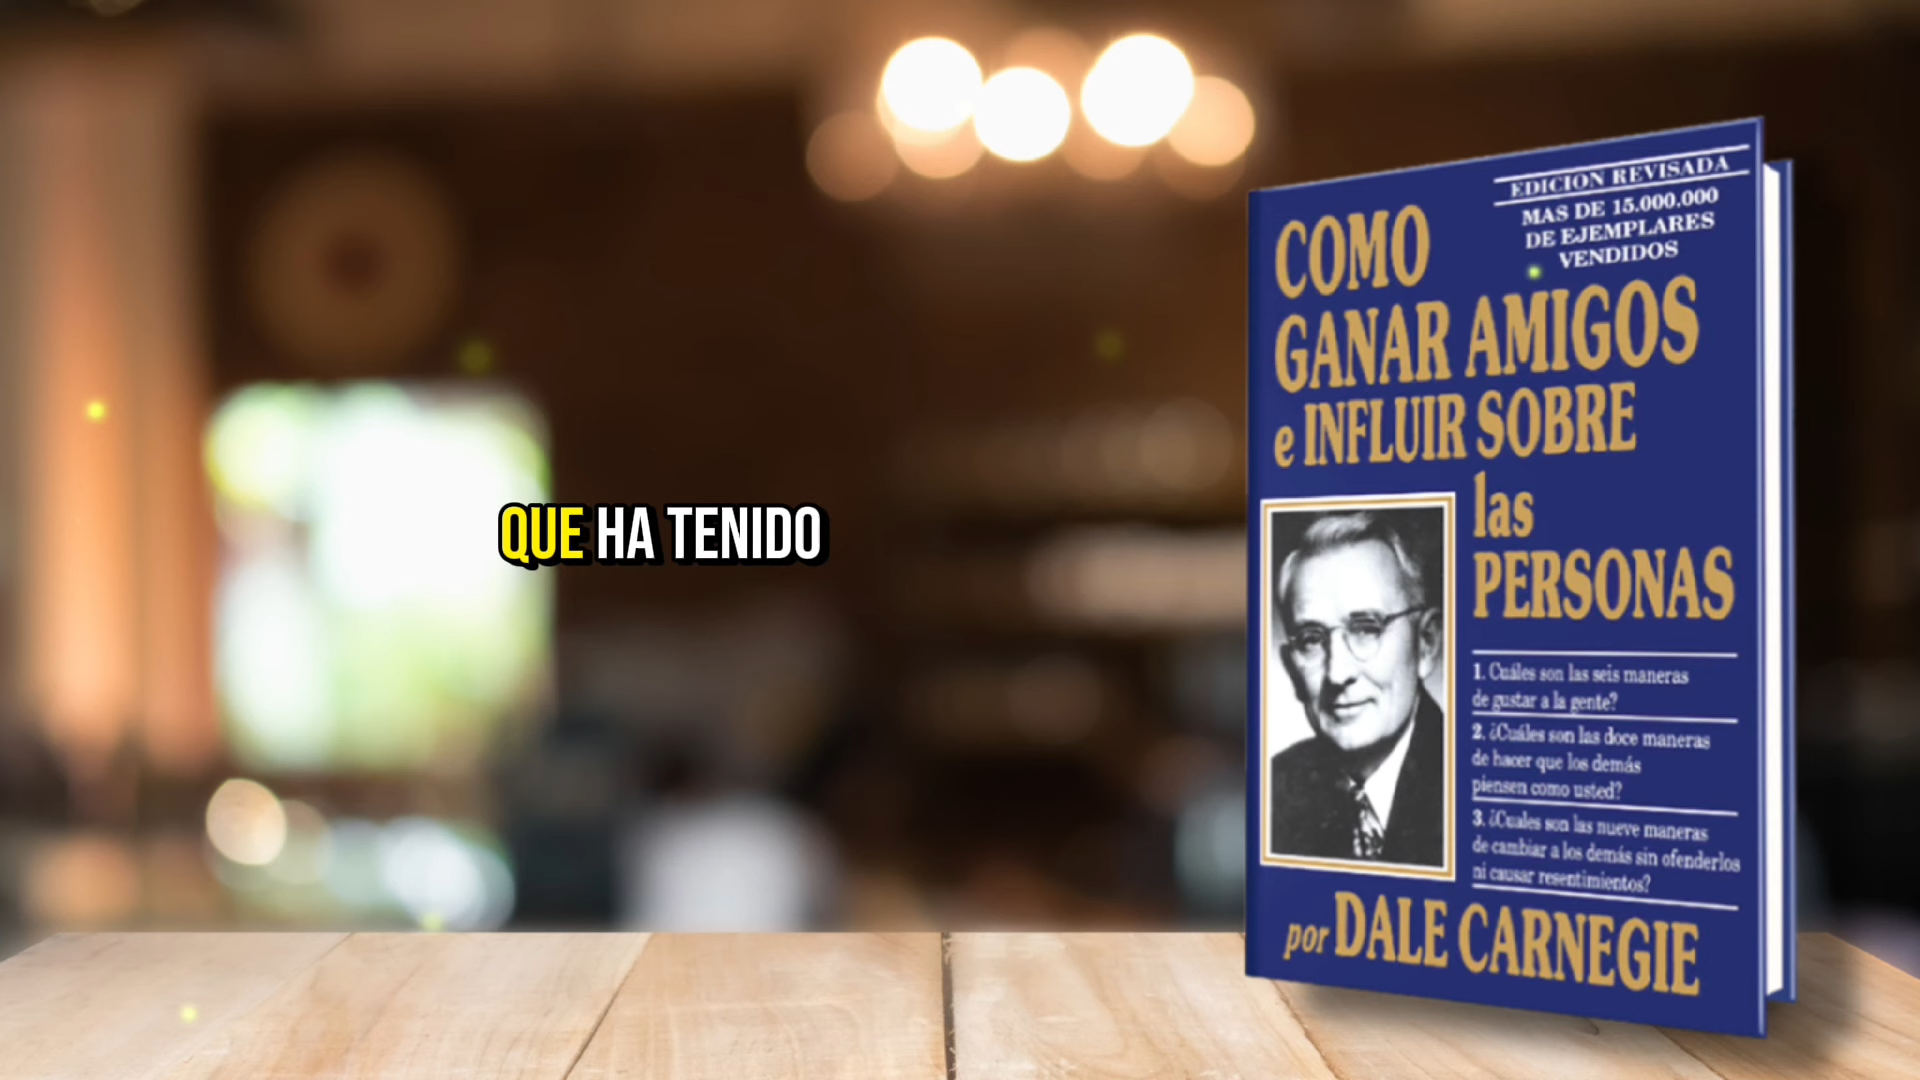 QUE HA TENIDO
EDICION REVISADA
MAS DE 15.000.000
DE EJEMPLARES
VENDIDOS
COMO
GANAR AMIGOS
e INFLUIR SOBRE
las
PERSONAS
1. Cuáles son las seis maneras
de gustar a la gente?
2. ¿Cuáles son las doce maneras
de hacer que los demás
piensen como usted?
3. ¿Cuales son las nueve maneras
de cambiar a los demás sin ofenderlos
ni causar resentimientos?
por DALE CARNEGIE